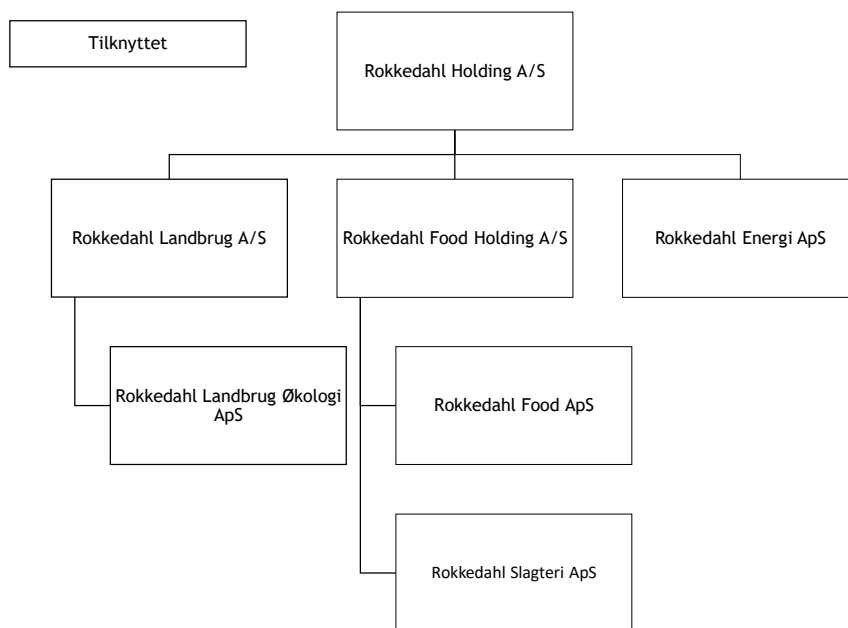 Tilknyttet
Rokkedahl Holding A/S
Rokkedahl Landbrug A/S
Rokkedahl Food Holding A/S
Rokkedahl Energi ApS
Rokkedahl Landbrug Økologi
ApS
Rokkedahl Food ApS
Rokkedahl Slagteri ApS